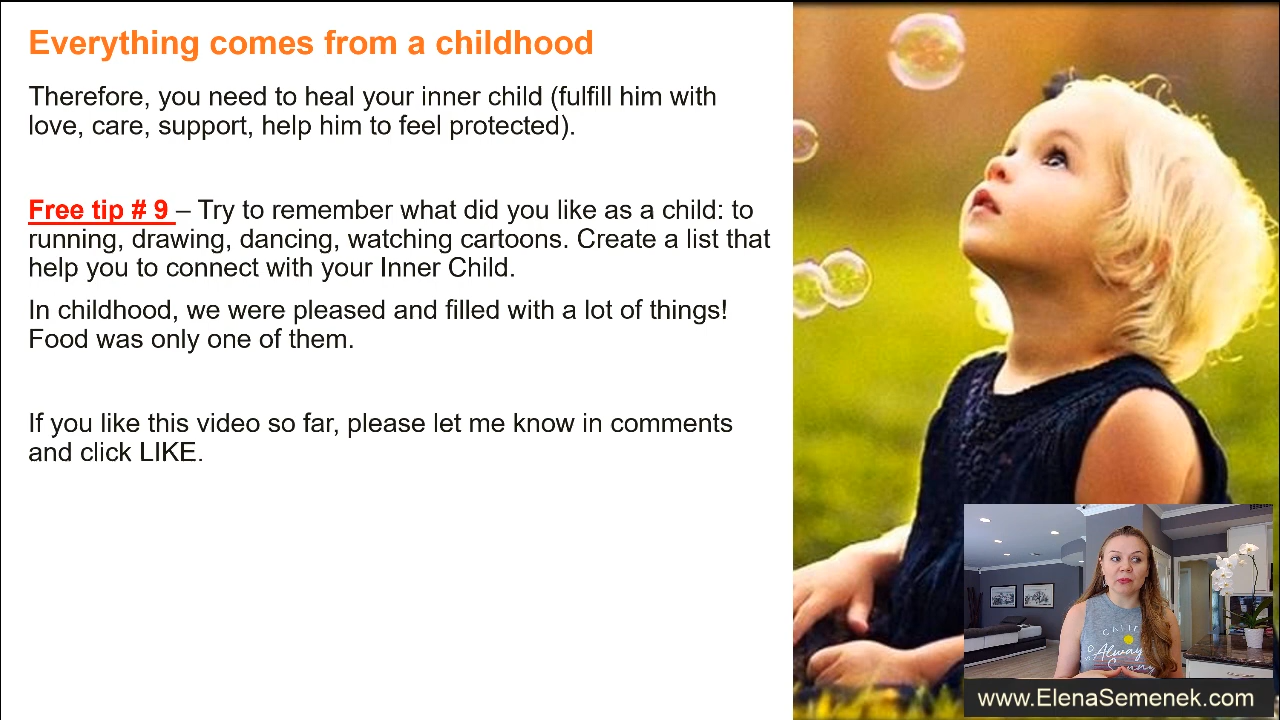 Everything comes from a childhood
Therefore, you need to heal your inner child (fulfill him with
love, care, support, help him to feel protected).
Free tip # 9 – Try to remember what did you like as a child: to
running, drawing, dancing, watching cartoons. Create a list that
help you to connect with your Inner Child.
In childhood, we were pleased and filled with a lot of things!
Food was only one of them.
If you like this video so far, please let me know in comments
and click LIKE.
Always
Sunny
www.ElenaSemenek.com